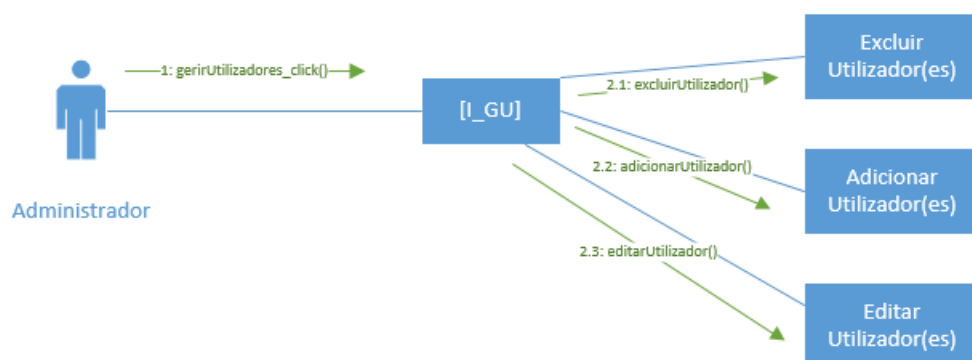 1: gerirUtilizadores_click()
Administrador
[I_GU]
2.1: excluirUtilizador()
2.2: adicionarUtilizador()
2.3: editarUtilizador()
Excluir
Utilizador(es)
Adicionar
Utilizador(es)
Editar
Utilizador(es)